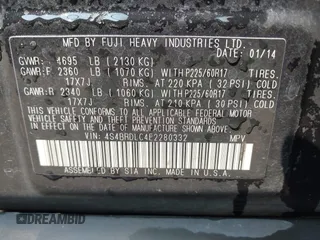 MFD BY FUJI HEAVY INDUSTRIES LTD. 01/14
GVWR: 4695 LB (2130 KG)
GAWR:F 2360 LB (1070 KG) WITH P225/60R17 TIRES,
17X7J RIMS, AT 220 KPA (32 PSI) COLD
GAWR:R 2340 LB (1060 KG) WITH P225/60R17 TIRES,
17X7J RIMS, AT 210 KPA (30 PSI) COLD
THIS VEHICLE CONFORMS TO ALL APPLICABLE FEDERAL MOTOR
VEHICLE SAFETY AND BUMPER STANDARDS IN EFFECT ON THE
DATE OF MANUFACTURE SHOWN ABOVE.
VIN: 4S4BRDLC4E2280332 MPV
ASSEMBLED BY SIA INC. MADE IN U.S.A.